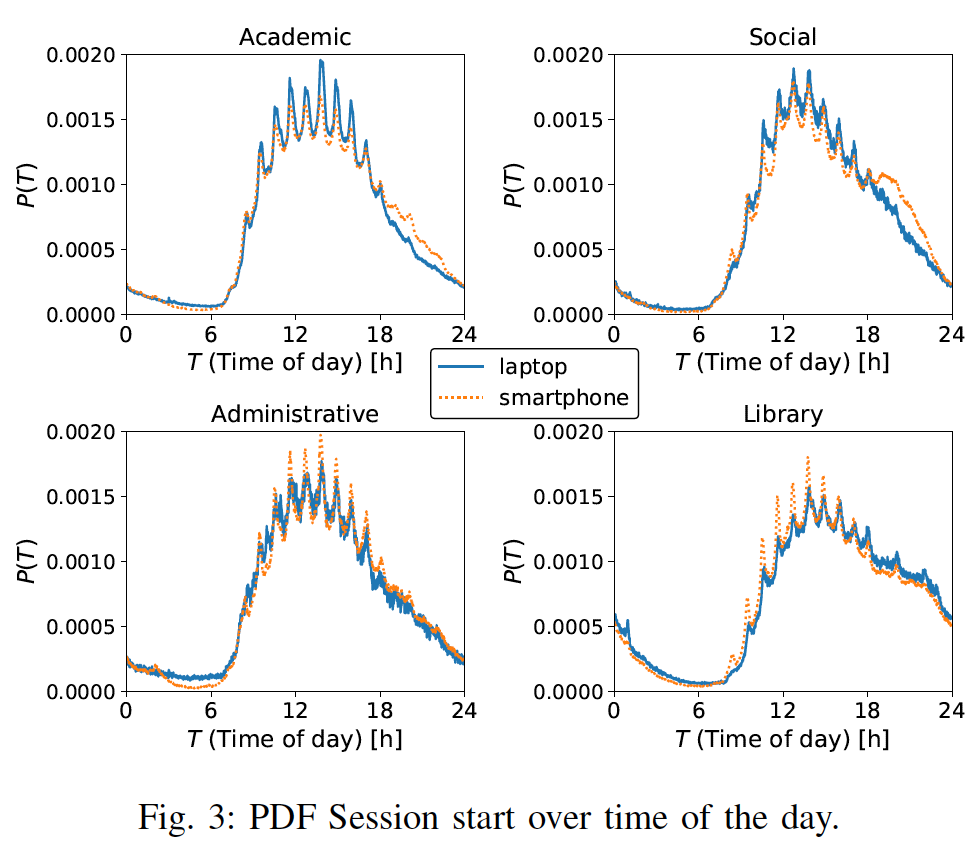 Academic
0.0020
0.0015
0.0010
0.0005
0.0000
P(T)
0 6 12 18 24
T (Time of day) [h]
Social
0.0020
0.0015
0.0010
0.0005
0.0000
P(T)
0 6 12 18 24
T (Time of day) [h]
laptop
smartphone
Administrative
0.0020
0.0015
0.0010
0.0005
0.0000
P(T)
0 6 12 18 24
T (Time of day) [h]
Library
0.0020
0.0015
0.0010
0.0005
0.0000
P(T)
0 6 12 18 24
T (Time of day) [h]
Fig. 3: PDF Session start over time of the day.